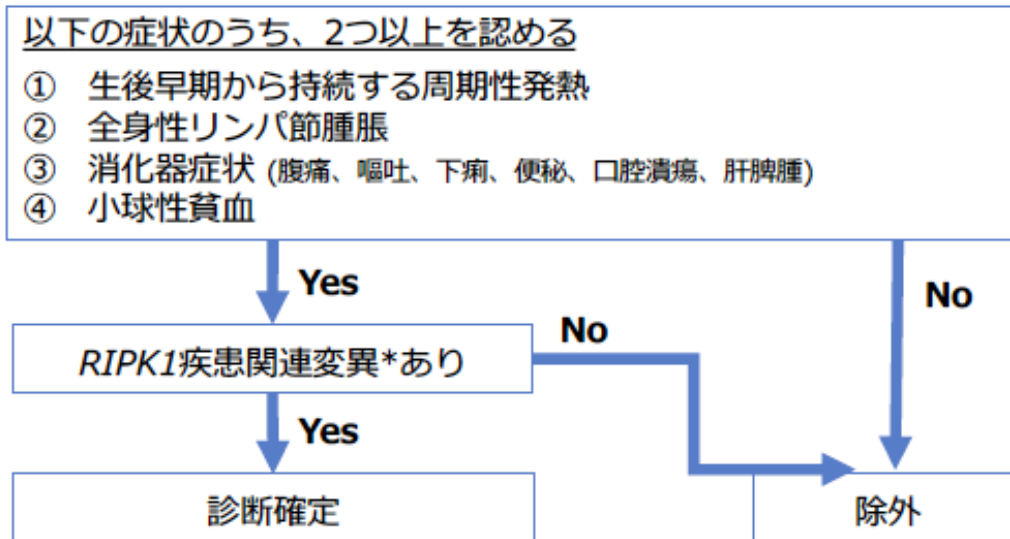 以下の症状のうち、2つ以上を認める
① 生後早期から持続する周期性発熱
② 全身性リンパ節腫脹
③ 消化器症状 (腹痛、嘔吐、下痢、便秘、口腔潰瘍、肝脾腫)
④ 小球性貧血
Yes
No
No
RIPK1疾患関連変異*あり
Yes
診断確定
除外